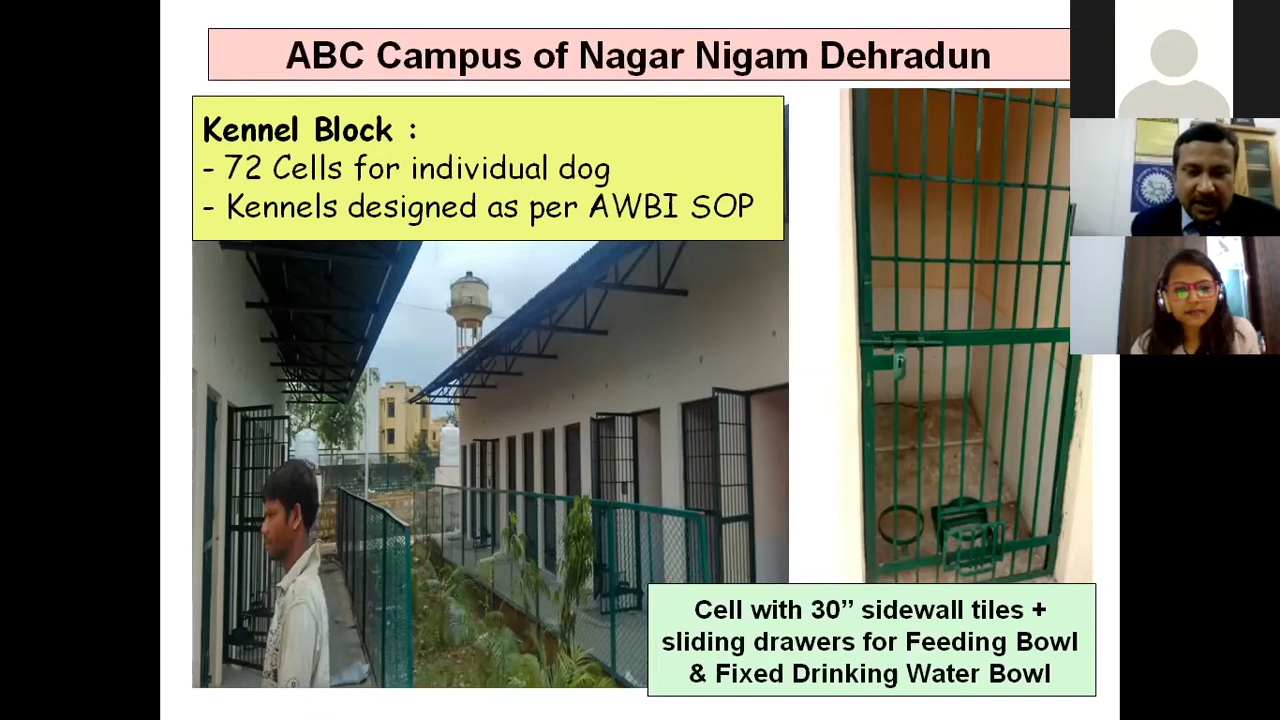 ABC Campus of Nagar Nigam Dehradun
Kennel Block :
- 72 Cells for individual dog
- Kennels designed as per AWBI SOP
Cell with 30” sidewall tiles +
sliding drawers for Feeding Bowl
& Fixed Drinking Water Bowl